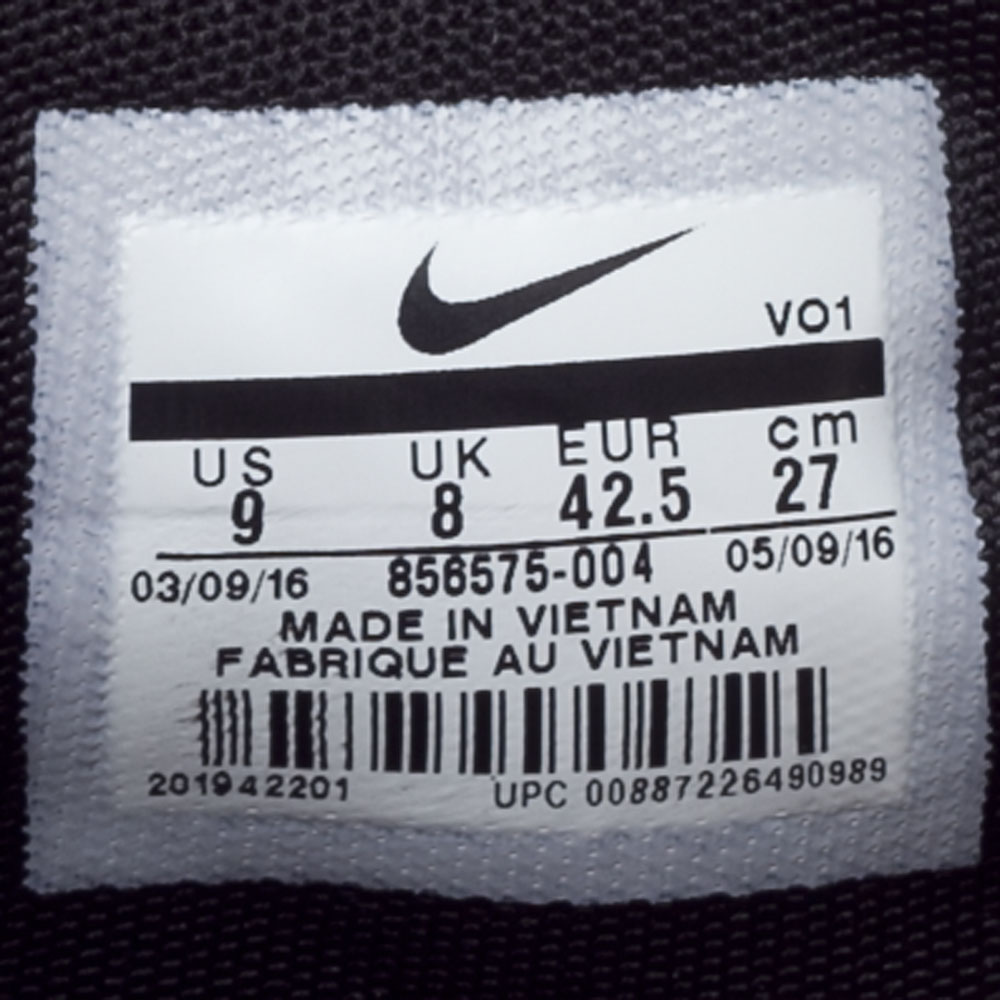 VO1
US UK EUR cm
9 8 42.5 27
03/09/16 856575-004 05/09/16
MADE IN VIETNAM
FABRIQUE AU VIETNAM
201942201 UPC 00887226490989